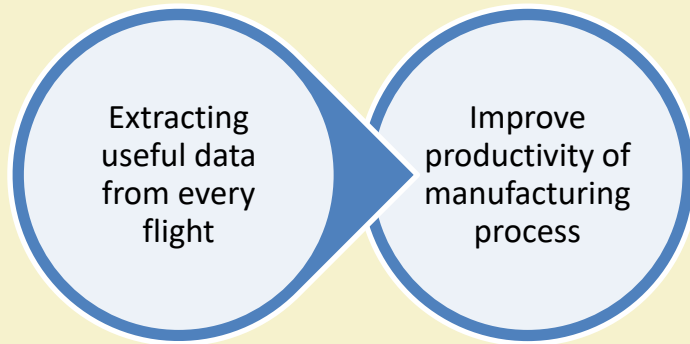 Extracting
useful data
from every
flight
Improve
productivity of
manufacturing
process